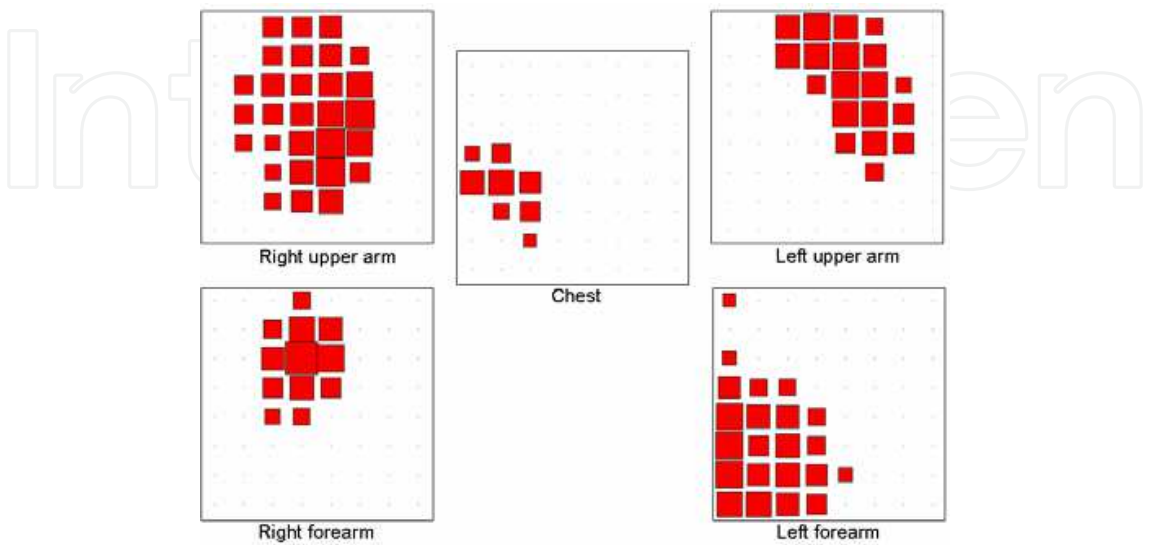 Right upper arm
Chest
Left upper arm
Right forearm
Left forearm